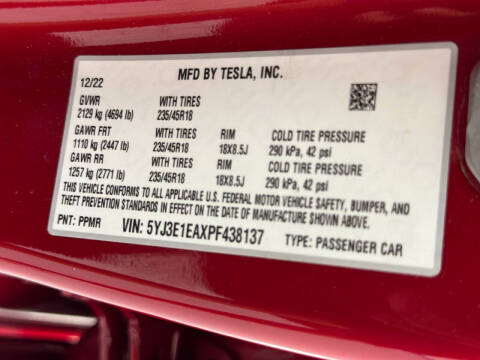 MFD BY TESLA, INC.
12/22
GVWR WITH TIRES
2129 kg (4694 lb) 235/45R18
GAWR FRT WITH TIRES RIM COLD TIRE PRESSURE
1110 kg (2447 lb) 235/45R18 18X8.5J 290 kPa, 42 psi
GAWR RR WITH TIRES RIM COLD TIRE PRESSURE
1257 kg (2771 lb) 235/45R18 18X8.5J 290 kPa, 42 psi
THIS VEHICLE CONFORMS TO ALL APPLICABLE U.S. FEDERAL MOTOR VEHICLE SAFETY, BUMPER, AND
THEFT PREVENTION STANDARDS IN EFFECT ON THE DATE OF MANUFACTURE SHOWN ABOVE.
PNT: PPMR VIN: 5YJ3E1EAXPF438137 TYPE: PASSENGER CAR